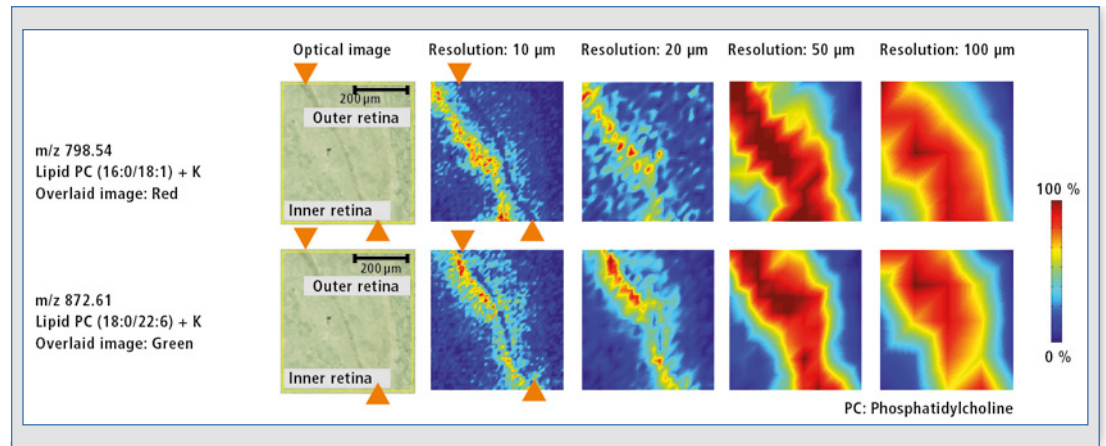 Optical image
Resolution: 10 µm
Resolution: 20 µm
Resolution: 50 µm
Resolution: 100 µm
m/z 798.54
Lipid PC (16:0/18:1) + K
Overlaid image: Red
200 µm
Outer retina
Inner retina
m/z 872.61
Lipid PC (18:0/22:6) + K
Overlaid image: Green
200 µm
Outer retina
Inner retina
100 %
0 %
PC: Phosphatidylcholine